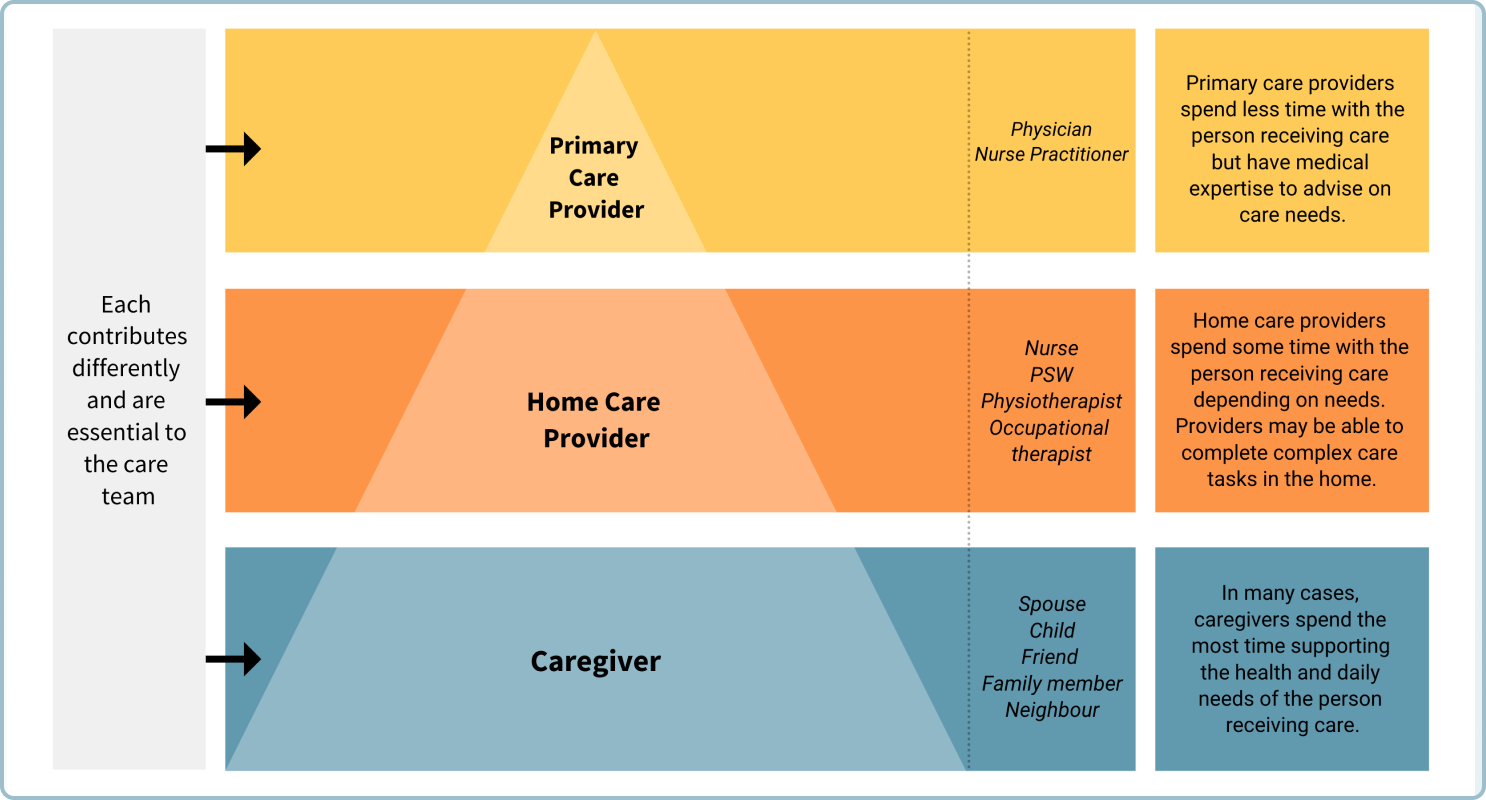 Each
contributes
differently
and are
essential to
the care
team
Primary
Care
Provider
Physician
Nurse Practitioner
Primary care providers
spend less time with the
person receiving care
but have medical
expertise to advise on
care needs.
Home Care
Provider
Nurse
PSW
Physiotherapist
Occupational
therapist
Home care providers
spend some time with the
person receiving care
depending on needs.
Providers may be able to
complete complex care
tasks in the home.
Caregiver
Spouse
Child
Friend
Family member
Neighbour
In many cases,
caregivers spend the
most time supporting
the health and daily
needs of the person
receiving care.